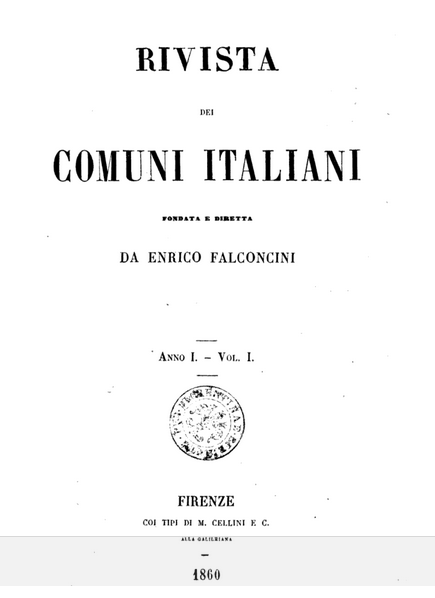 RIVISTA
DEI
COMUNI ITALIANI
FONDATA E DIRETTA
DA ENRICO FALCONCINI
ANNO I. – VOL. I.
FIRENZE
COI TIPI DI M. CELLINI E C.
ALLA GALILEIANA
1860